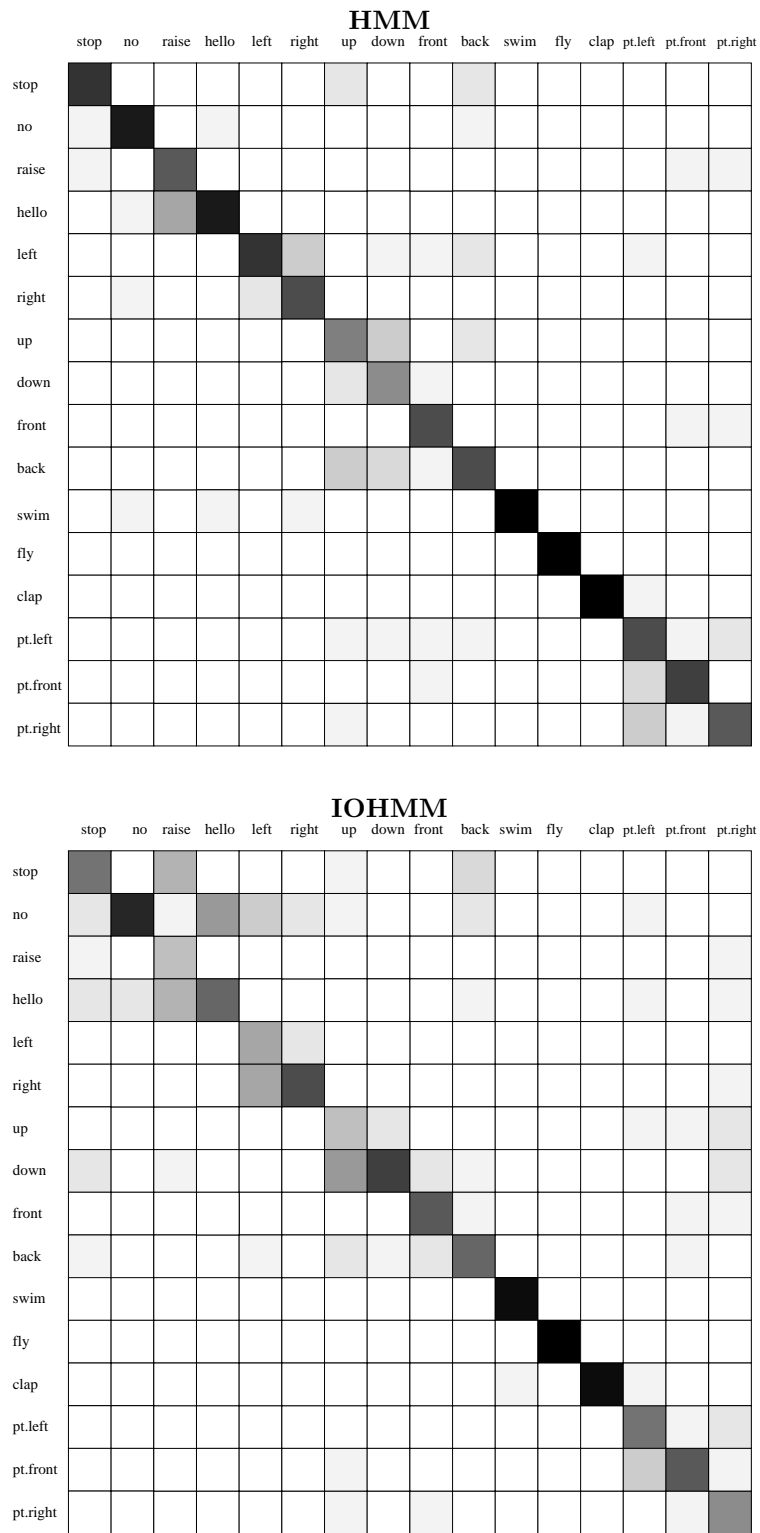 HMM
stop no raise hello left right up down front back swim fly clap pt.left pt.front pt.right
stop
no
raise
hello
left
right
up
down
front
back
swim
fly
clap
pt.left
pt.front
pt.right
IOHMM
stop no raise hello left right up down front back swim fly clap pt.left pt.front pt.right
stop
no
raise
hello
left
right
up
down
front
back
swim
fly
clap
pt.left
pt.front
pt.right